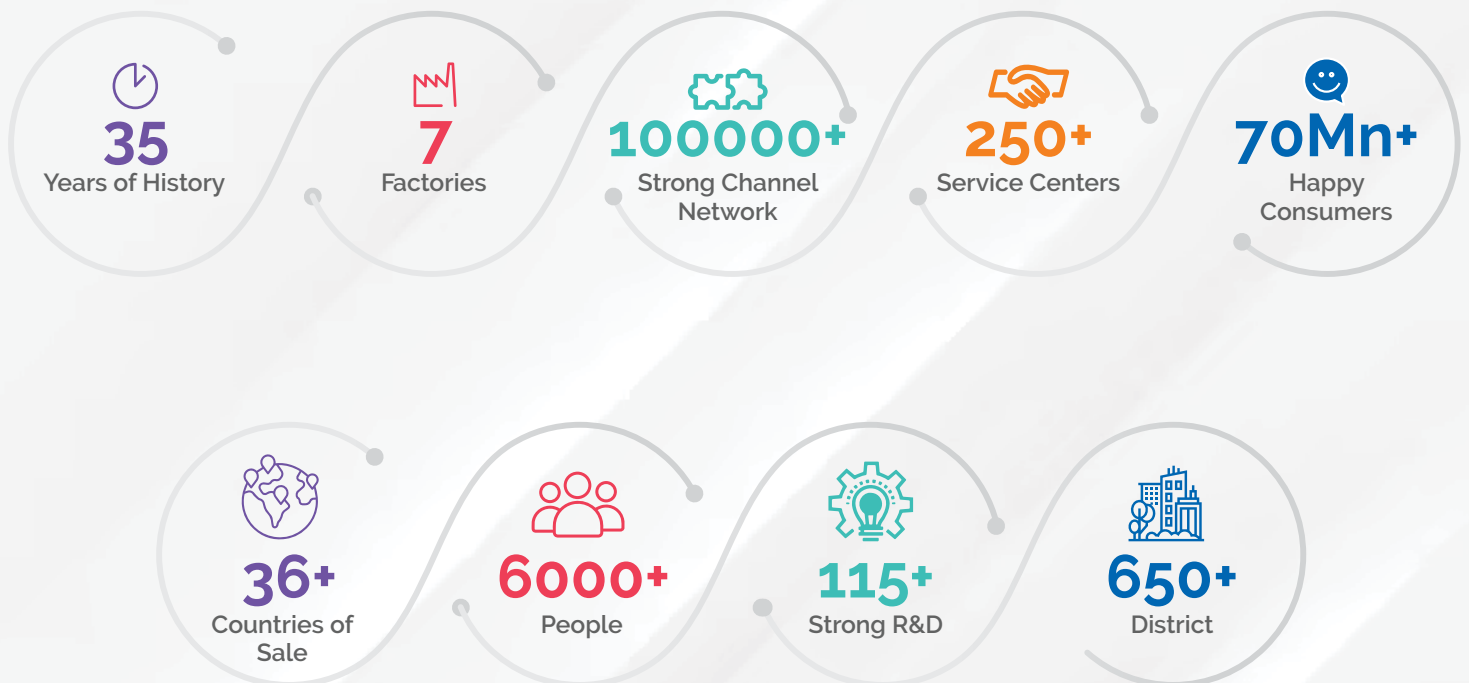 35
Years of History
7
Factories
100000+
Strong Channel
Network
250+
Service Centers
70Mn+
Happy
Consumers
36+
Countries of
Sale
6000+
People
115+
Strong R&D
650+
District